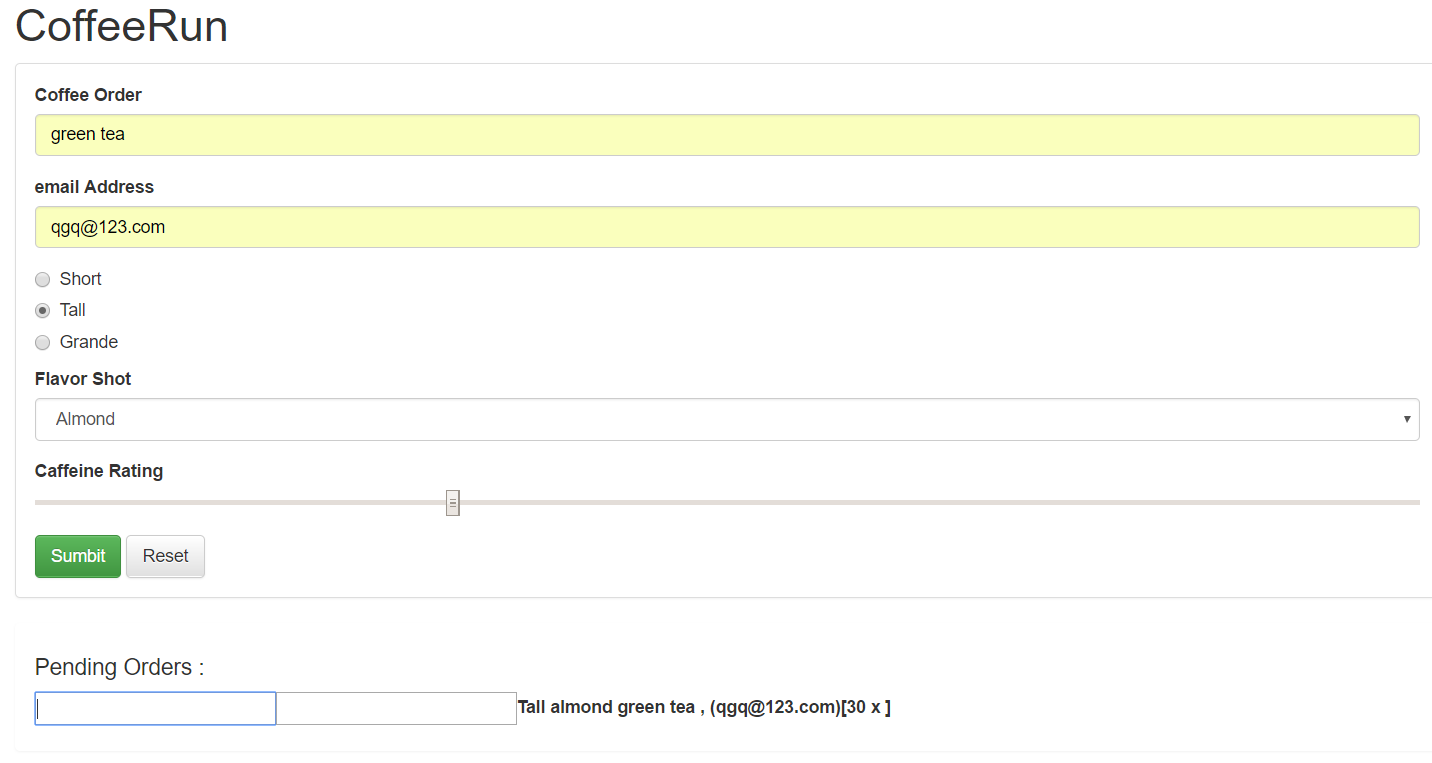 CoffeeRun
Coffee Order
green tea
email Address
qgq@123.com
Short
Tall
Grande
Flavor Shot
Almond
Caffeine Rating
Sumbit Reset
Pending Orders :
Tall almond green tea , (qgq@123.com)[30 x ]